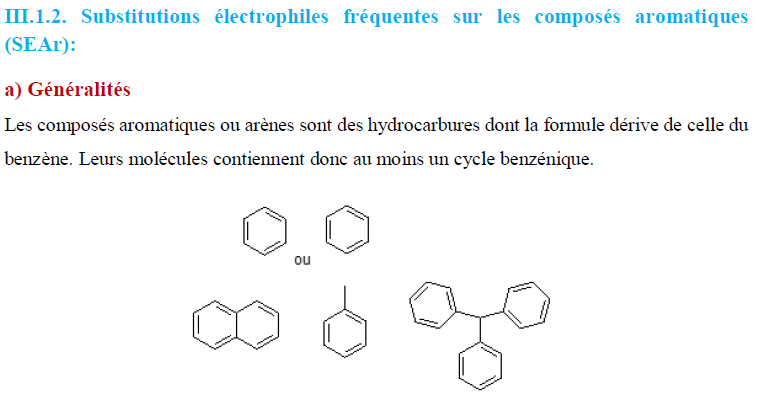 III.1.2. Substitutions électrophiles fréquentes sur les composés aromatiques
(SEAr):
a) Généralités
Les composés aromatiques ou arènes sont des hydrocarbures dont la formule dérive de celle du
benzène. Leurs molécules contiennent donc au moins un cycle benzénique.
ou